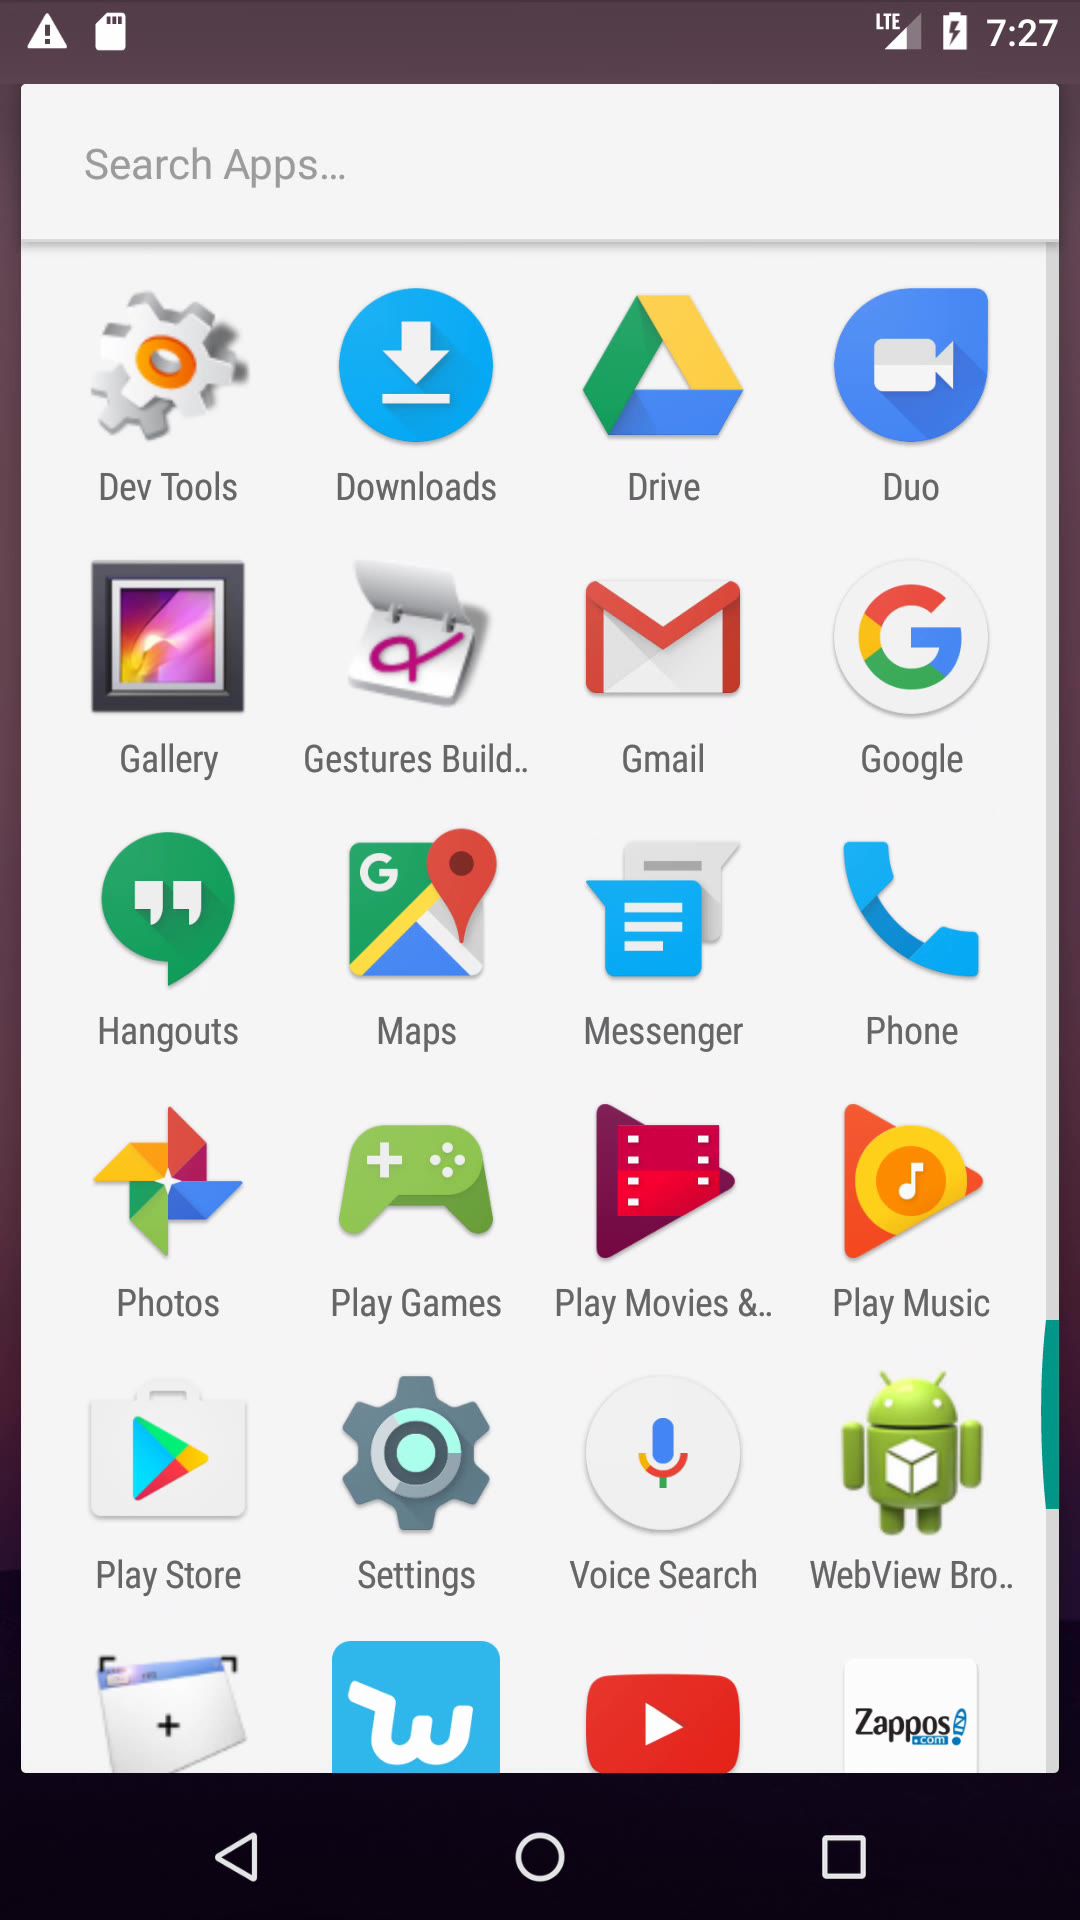 LTE 7:27
Search Apps…
Dev Tools Downloads Drive Duo
Gallery Gestures Build.. Gmail Google
Hangouts Maps Messenger Phone
Photos Play Games Play Movies &.. Play Music
Play Store Settings Voice Search WebView Bro..
Zappos
.com